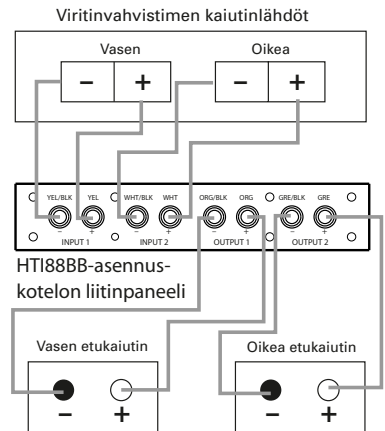 Viritinvahvistimen kaiutinlähdöt
Vasen Oikea
– + – +
YEL/BLK YEL WHT/BLK WHT ORG/BLK ORG GRE/BLK GRE
– + – + – + – +
INPUT 1 INPUT 2 OUTPUT 1 OUTPUT 2
HTI88BB-asennus-
kotelon liitinpaneeli
Vasen etukaiutin Oikea etukaiutin
– + – +